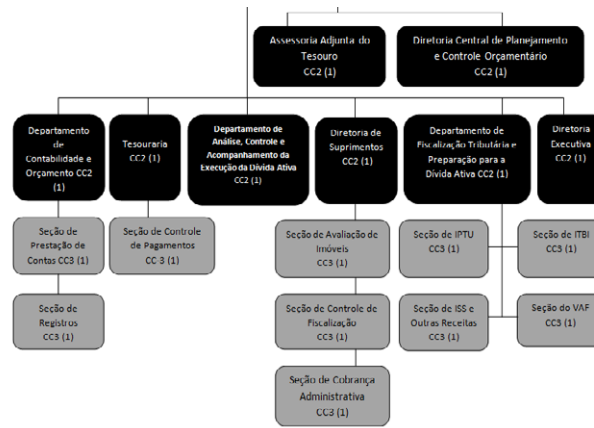 Assessoria Adjunta do
Tesouro
CC2 (1)
Diretoria Central de Planejamento
e Controle Orçamentário
CC2 (1)
Departamento
de
Contabilidade e
Orçamento CC2
(1)
Tesouraria
CC2 (1)
Departamento de
Análise, Controle e
Acompanhamento da
Execução da Dívida Ativa
CC2 (1)
Diretoria de
Suprimentos
CC2 (1)
Departamento de
Fiscalização Tributária e
Preparação para a
Dívida Ativa CC2 (1)
Diretoria
Executiva
CC2 (1)
Seção de
Prestação de
Contas CC3 (1)
Seção de Controle
de Pagamentos
CC-3 (1)
Seção de Avaliação de
Imóveis
CC3 (1)
Seção de IPTU
CC3 (1)
Seção de ITBI
CC3 (1)
Seção de
Registros
CC3 (1)
Seção de Controle de
Fiscalização
CC3 (1)
Seção de ISS e
Outras Receitas
CC3 (1)
Seção do VAF
CC3 (1)
Seção de Cobrança
Administrativa
CC3 (1)